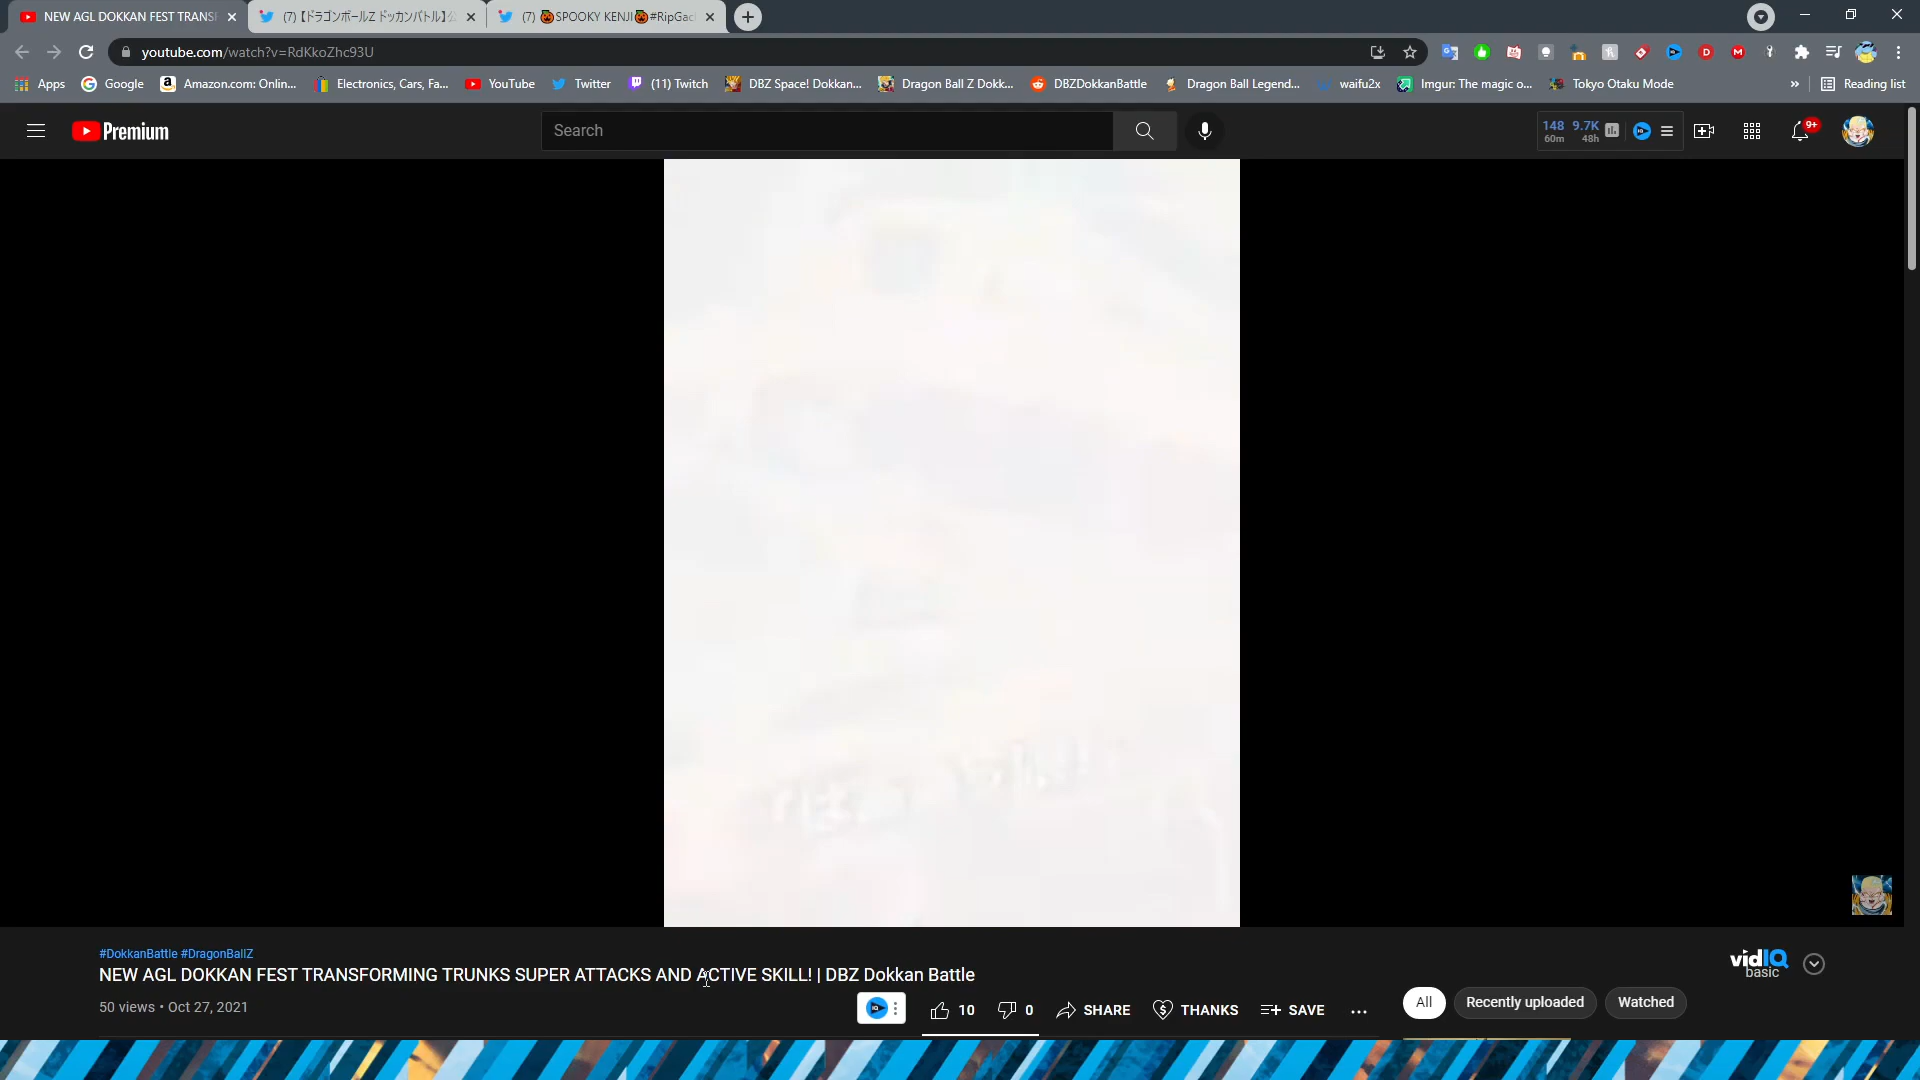 NEW AGL DOKKAN FEST TRANSF
(7)【ドラゴンボールZ ドッカンバトル】公
(7) 🎃SPOOKY KENJI🎃#RipGac
youtube.com/watch?v=RdKkoZhc93U
Apps
Google
Amazon.com: Onlin...
Electronics, Cars, Fa...
YouTube
Twitter
(11) Twitch
DBZ Space! Dokkan...
Dragon Ball Z Dokk...
DBZDokkanBattle
Dragon Ball Legend...
waifu2x
Imgur: The magic o...
Tokyo Otaku Mode
»
Reading list
Premium
Search
148 9.7K
60m 48h
9+
#DokkanBattle #DragonBallZ
NEW AGL DOKKAN FEST TRANSFORMING TRUNKS SUPER ATTACKS AND ACTIVE SKILL! | DBZ Dokkan Battle
50 views • Oct 27, 2021
10
0
SHARE
THANKS
SAVE
...
vidIQ
basic
All
Recently uploaded
Watched